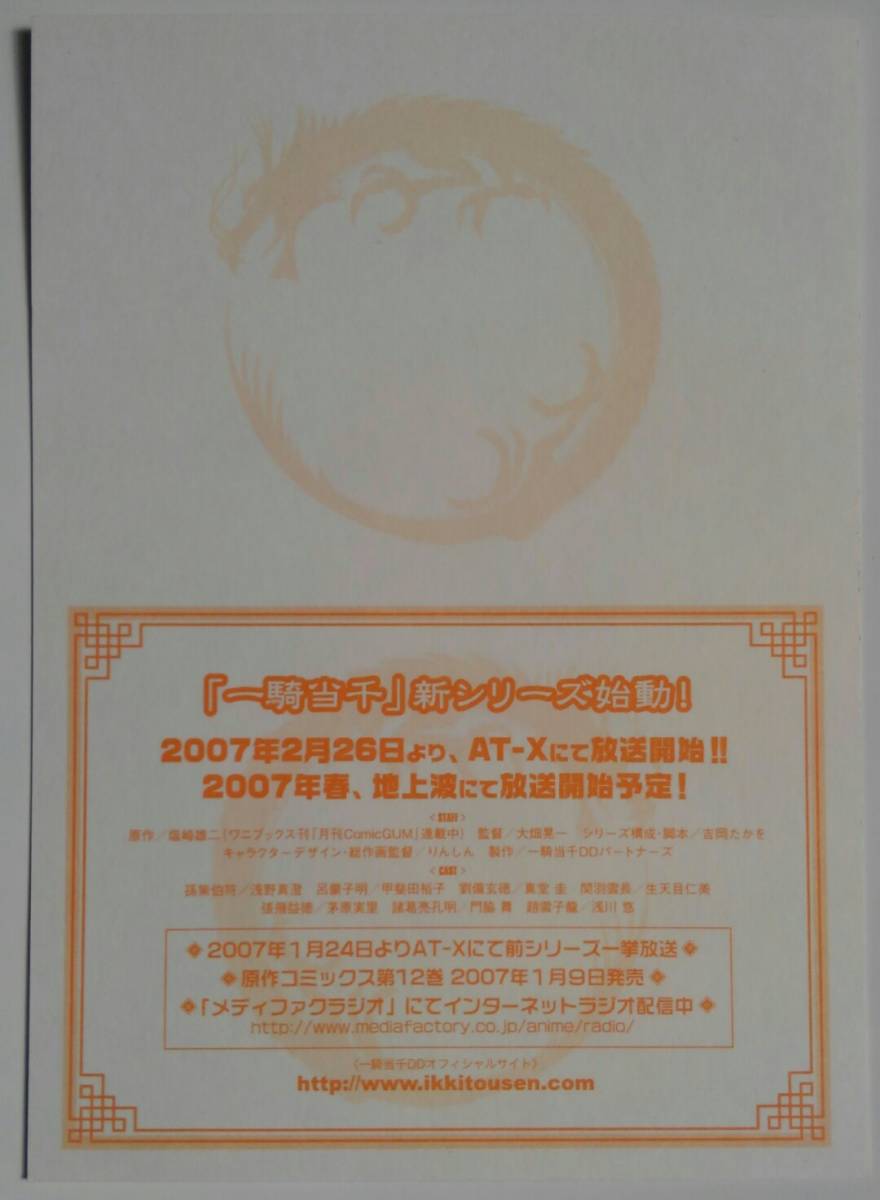 『一騎当千』新シリーズ始動!
2007年2月26日より、AT-Xにて放送開始!!
2007年春、地上波にて放送開始予定!
〈STAFF〉
原作／塩崎雄二(ワニブックス刊『月刊ComicGUM』連載中) 監督／大畑晃一 シリーズ構成・脚本／吉岡たかを
キャラクターデザイン・総作画監督／りんしん 製作／一騎当千DDパートナーズ
〈CAST〉
孫策伯符／浅野真澄 呂蒙子明／甲斐田裕子 劉備玄徳／真堂 圭 関羽雲長／生天目仁美
張飛益徳／茅原実里 諸葛亮孔明／門脇 舞 趙雲子龍／浅川 悠
◈ 2007年1月24日よりAT-Xにて前シリーズ一挙放送 ◈
◈ 原作コミックス第12巻 2007年1月9日発売 ◈
◈「メディファクラジオ」にてインターネットラジオ配信中 ◈
http://www.mediafactory.co.jp/anime/radio/
〈一騎当千DDオフィシャルサイト〉
http://www.ikkitousen.com